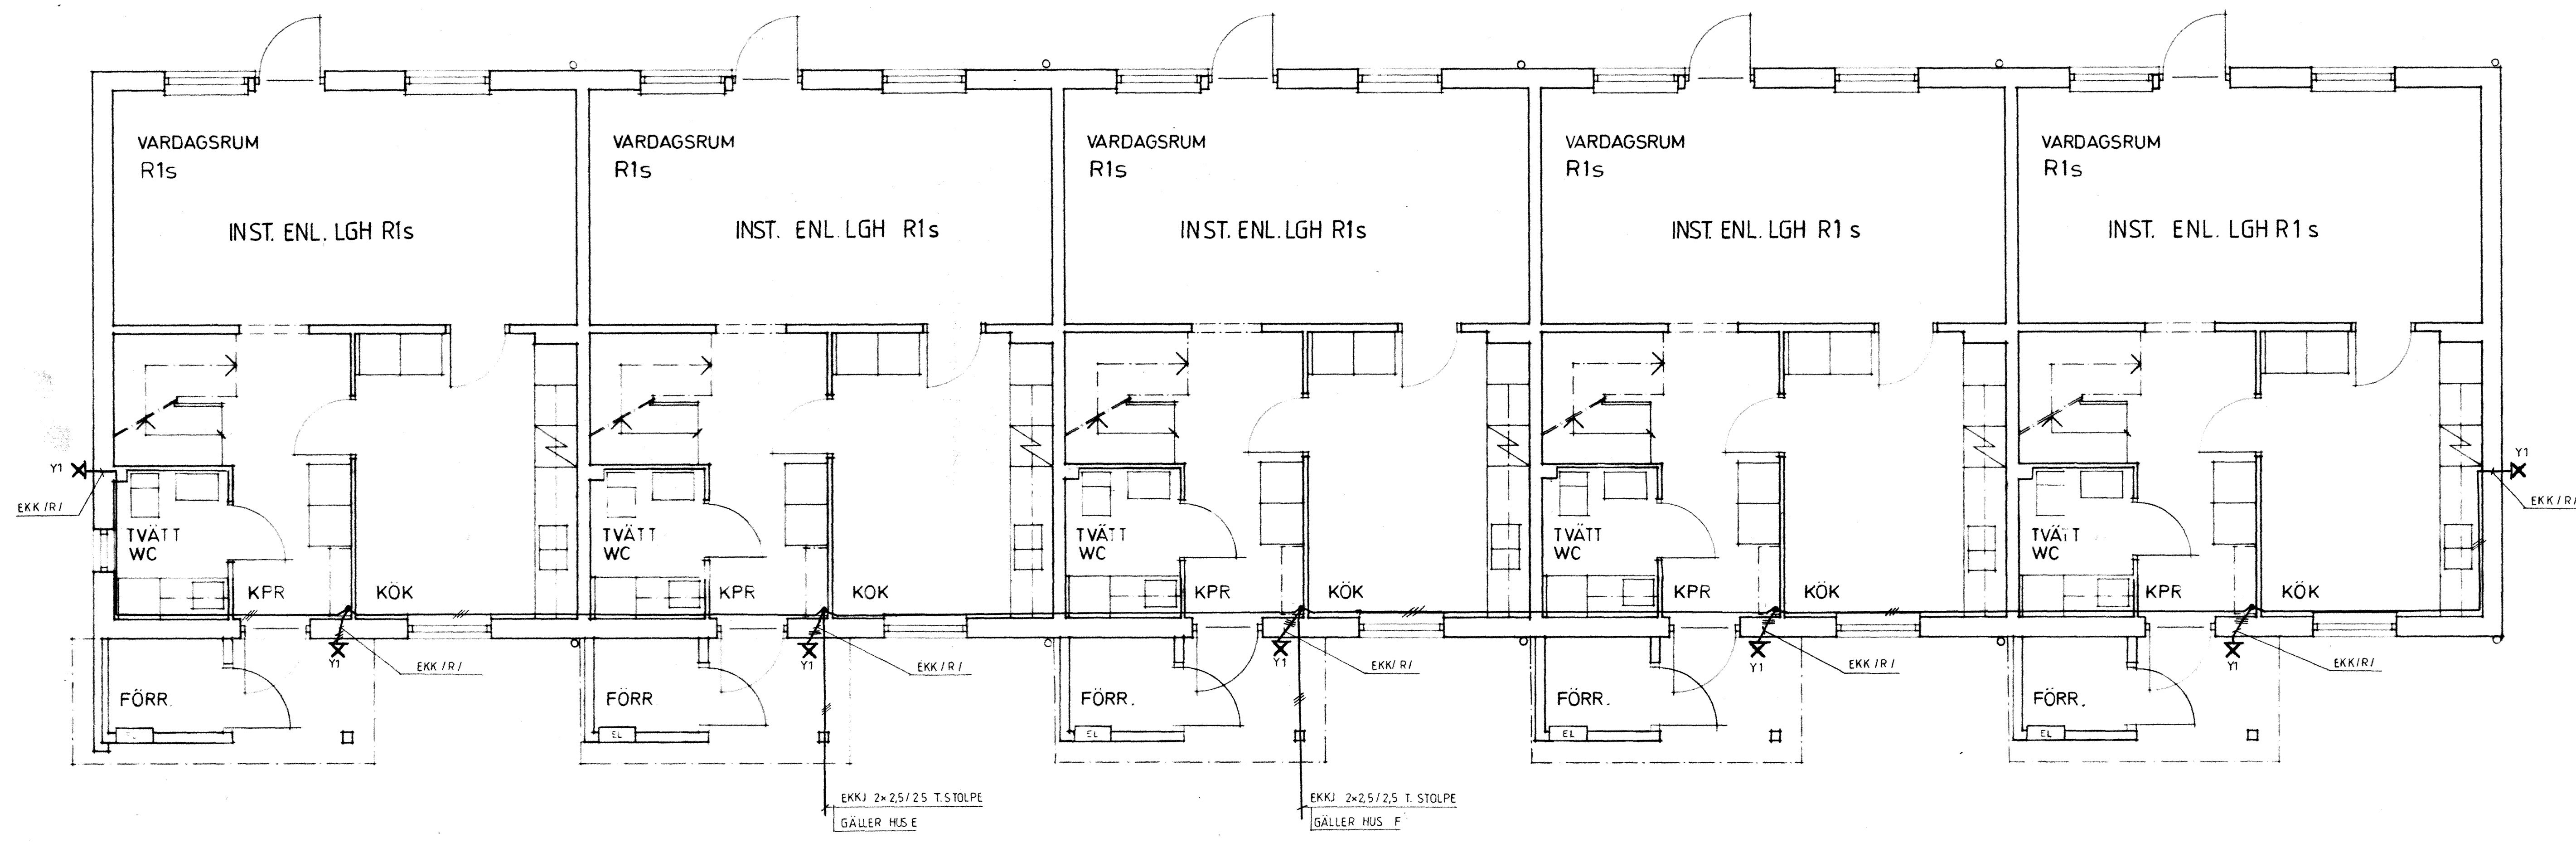 VARDAGSRUM
R1s
INST. ENL. LGH R1s
VARDAGSRUM
R1s
INST. ENL. LGH R1s
VARDAGSRUM
R1s
INST. ENL. LGH R1s
VARDAGSRUM
R1s
INST. ENL. LGH R1s
VARDAGSRUM
R1s
INST. ENL. LGH R1s
Y1
EKK/R/
TVÄTT
WC
KPR
KÖK
TVÄTT
WC
KPR
KOK
TVÄTT
WC
KPR
KÖK
TVÄTT
WC
KPR
KÖK
TVÄTT
WC
KPR
KÖK
Y1
EKK/R/
Y1
EKK/R/
FÖRR.
Y1
EKK/R/
FÖRR.
EL
Y1
EKK/R/
FÖRR.
EL
Y1
EKK/R/
FÖRR.
EL
Y1
EKK/R/
FÖRR.
EL
EKKJ 2×2,5/25 T.STOLPE
GÄLLER HUS E
EKKJ 2×2,5/2,5 T. STOLPE
GÄLLER HUS F